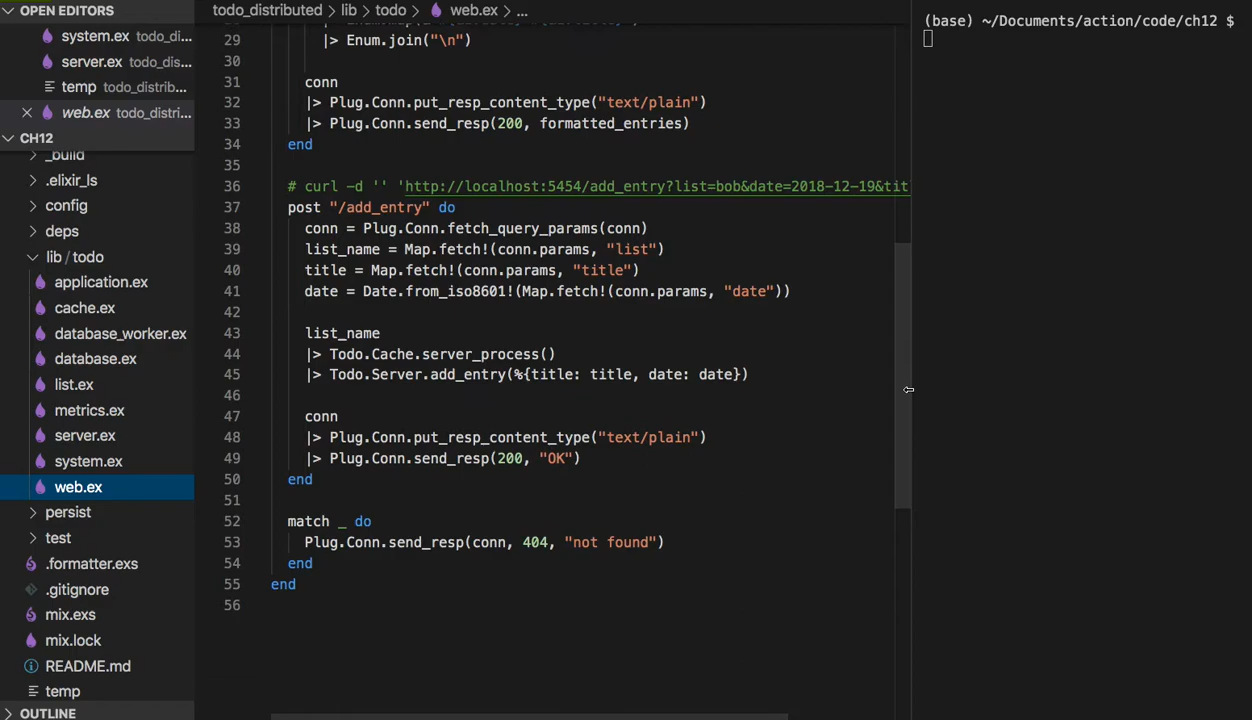 OPEN EDITORS
system.ex todo_di...
server.ex todo_dis...
temp todo_distrib...
web.ex todo_distri...
CH12
_build
.elixir_ls
config
deps
lib / todo
application.ex
cache.ex
database_worker.ex
database.ex
list.ex
metrics.ex
server.ex
system.ex
web.ex
persist
test
.formatter.exs
.gitignore
mix.exs
mix.lock
README.md
temp
OUTLINE
todo_distributed > lib > todo > web.ex > ...
29 |> Enum.join("\n")
30
31 conn
32 |> Plug.Conn.put_resp_content_type("text/plain")
33 |> Plug.Conn.send_resp(200, formatted_entries)
34 end
35
36 # curl -d '' 'http://localhost:5454/add_entry?list=bob&date=2018-12-19&tit
37 post "/add_entry" do
38 conn = Plug.Conn.fetch_query_params(conn)
39 list_name = Map.fetch!(conn.params, "list")
40 title = Map.fetch!(conn.params, "title")
41 date = Date.from_iso8601!(Map.fetch!(conn.params, "date"))
42
43 list_name
44 |> Todo.Cache.server_process()
45 |> Todo.Server.add_entry(%{title: title, date: date})
46
47 conn
48 |> Plug.Conn.put_resp_content_type("text/plain")
49 |> Plug.Conn.send_resp(200, "OK")
50 end
51
52 match _ do
53 Plug.Conn.send_resp(conn, 404, "not found")
54 end
55 end
56
(base) ~/Documents/action/code/ch12 $